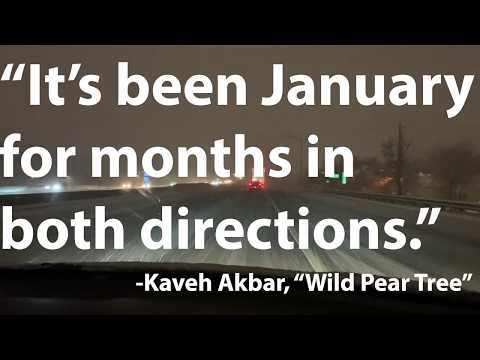 “It’s been January
for months in
both directions.”
-Kaveh Akbar, “Wild Pear Tree”